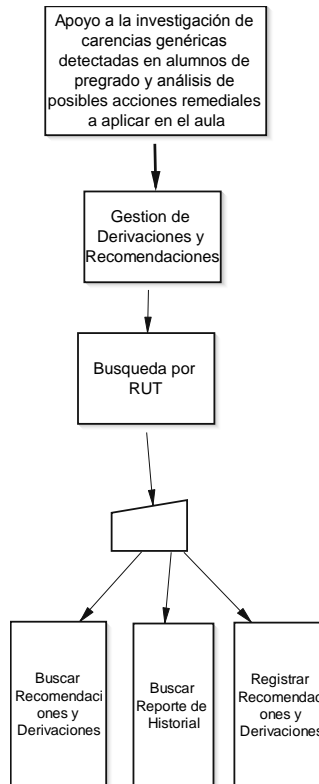 Apoyo a la investigación de
carencias genéricas
detectadas en alumnos de
pregrado y análisis de
posibles acciones remediales
a aplicar en el aula
Gestion de
Derivaciones y
Recomendaciones
Busqueda por
RUT
Buscar
Recomendaci
ones y
Derivaciones
Buscar
Reporte de
Historial
Registrar
Recomendac
ones y
Derivaciones